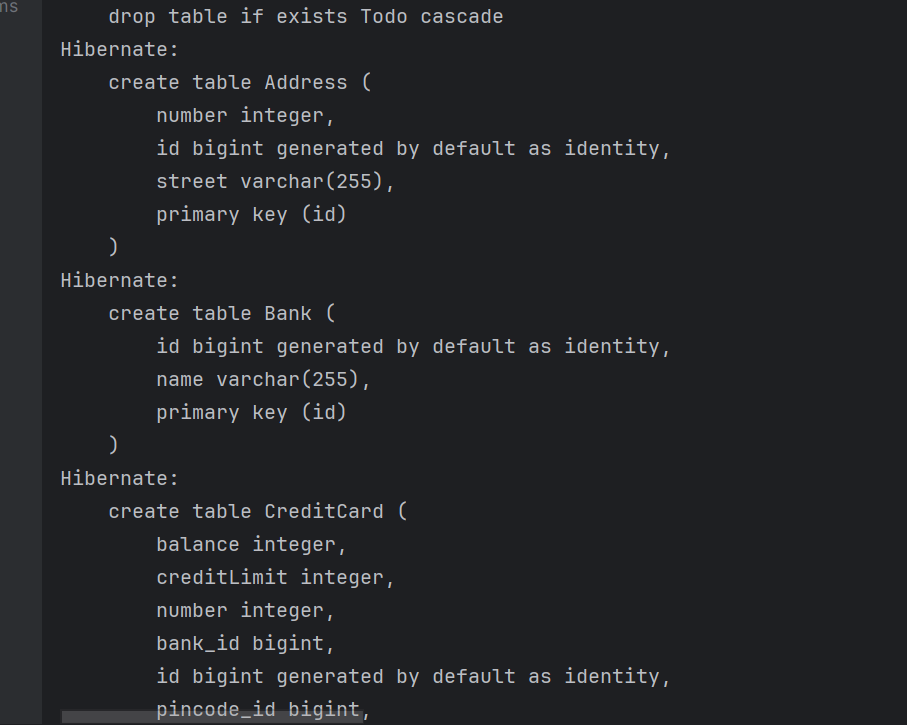 ms
drop table if exists Todo cascade
Hibernate:
create table Address (
number integer,
id bigint generated by default as identity,
street varchar(255),
primary key (id)
)
Hibernate:
create table Bank (
id bigint generated by default as identity,
name varchar(255),
primary key (id)
)
Hibernate:
create table CreditCard (
balance integer,
creditLimit integer,
number integer,
bank_id bigint,
id bigint generated by default as identity,
pincode_id bigint,